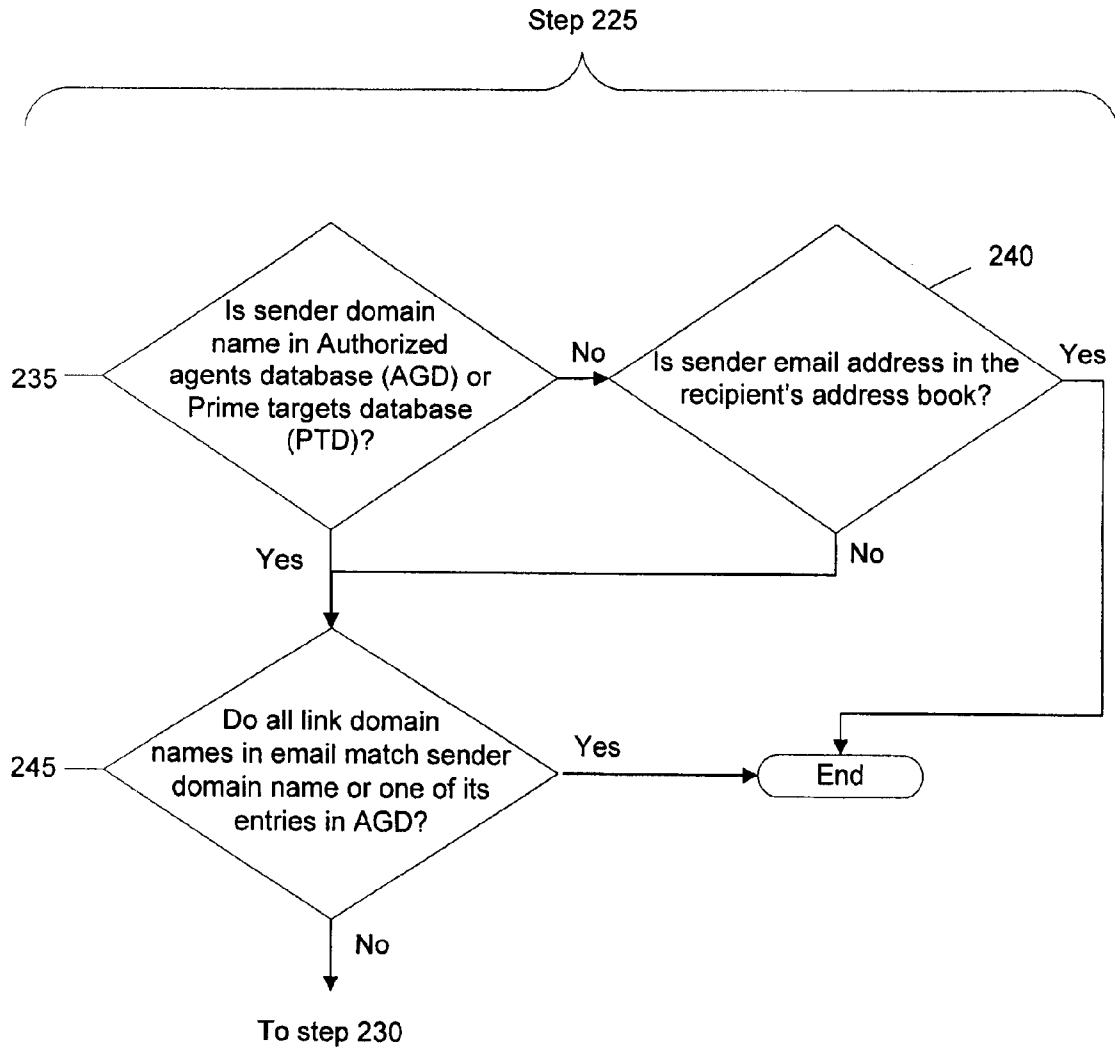 Step 225
Is sender domain
name in Authorized
agents database (AGD) or
Prime targets database
(PTD)?
235
No
240
Is sender email address in the
recipient's address book?
Yes
Yes
No
Do all link domain
names in email match sender
domain name or one of its
entries in AGD?
245
Yes
End
No
To step 230